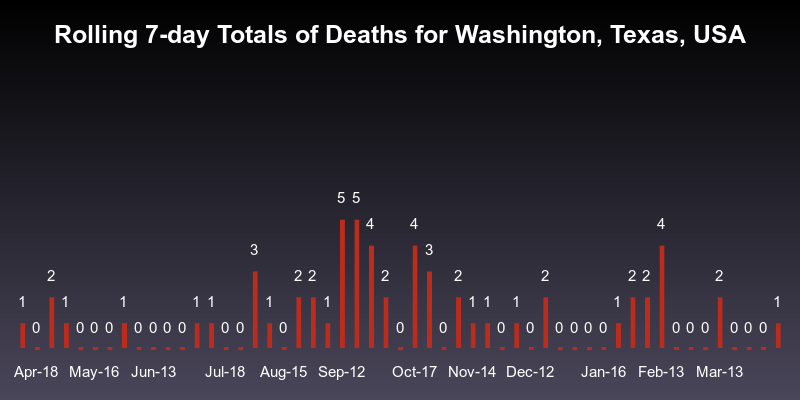 Rolling 7-day Totals of Deaths for Washington, Texas, USA
1 0 2 1 0 0 0 1 0 0 0 0 1 1 0 0 3 1 0 2 2 1 5 5 4 2 0 4 3 0 2 1 1 0 1 0 2 0 0 0 0 1 2 2 4 0 0 0 2 0 0 0 1
Apr-18 May-16 Jun-13 Jul-18 Aug-15 Sep-12 Oct-17 Nov-14 Dec-12 Jan-16 Feb-13 Mar-13